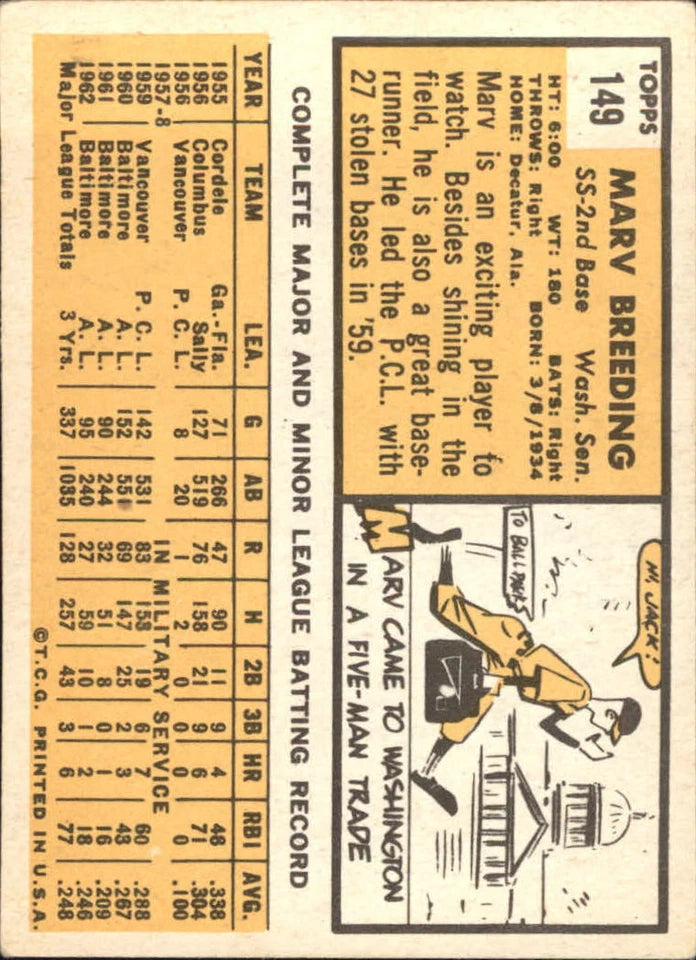 TOPPS
149
MARV BREEDING
SS-2nd Base Wash. Sen.
HT: 6:00 WT: 180 BATS: Right
THROWS: Right BORN: 3/8/1934
HOME: Decatur, Ala.
Marv is an exciting player to
watch. Besides shining in the
field, he is also a great base-
runner. He led the P.C.L. with
27 stolen bases in '59.
HI, JACK!
TO BALL PARKS
MARV CAME TO WASHINGTON
IN A FIVE-MAN TRADE
COMPLETE MAJOR AND MINOR LEAGUE BATTING RECORD
YEAR TEAM LEA. G AB R H 2B 3B HR RBI AVG.
1955 Cordele Ga.-Fla. 71 266 47 90 11 9 4 48 .338
1956 Columbus Sally 127 519 76 158 21 9 6 71 .304
1956 Vancouver P. C. L. 8 20 1 2 0 0 0 0 .100
1957-8 IN MILITARY SERVICE
1959 Vancouver P. C. L. 142 531 83 153 19 6 7 60 .288
1960 Baltimore A. L. 152 551 69 147 25 2 3 43 .267
1961 Baltimore A. L. 90 244 32 51 8 0 1 16 .209
1962 Baltimore A. L. 95 240 27 59 10 1 2 18 .246
Major League Totals 3 Yrs. 337 1035 128 257 43 3 6 77 .248
©T.C.G. PRINTED IN U.S.A.